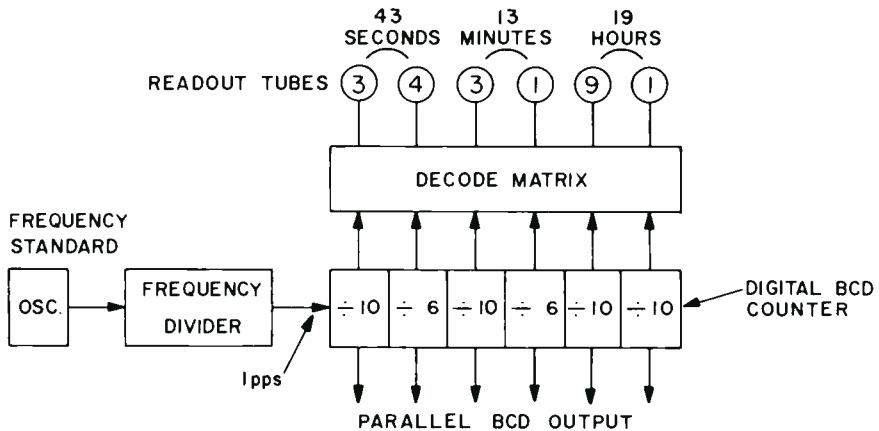 43 SECONDS
13 MINUTES
19 HOURS
READOUT TUBES 3 4 3 1 9 1
DECODE MATRIX
FREQUENCY STANDARD
OSC.
FREQUENCY DIVIDER
1pps
÷10 ÷ 6 ÷10 ÷ 6 ÷10 ÷10
DIGITAL BCD COUNTER
PARALLEL BCD OUTPUT